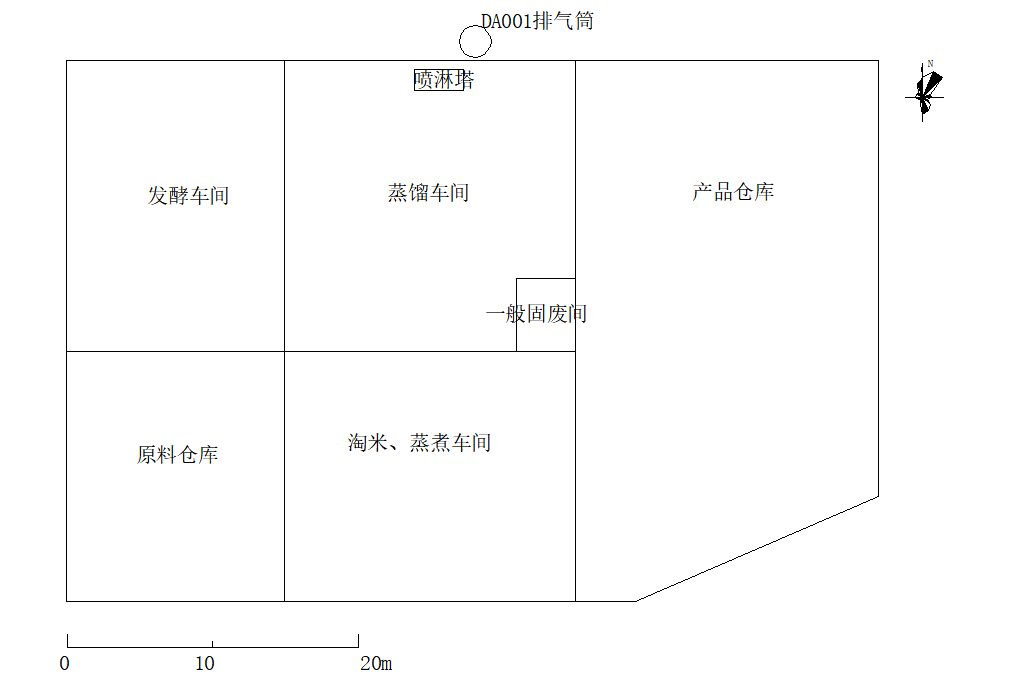 DA001排气筒
喷淋塔
N
发酵车间
蒸馏车间
产品仓库
一般固废间
原料仓库
淘米、蒸煮车间
0
10
20m